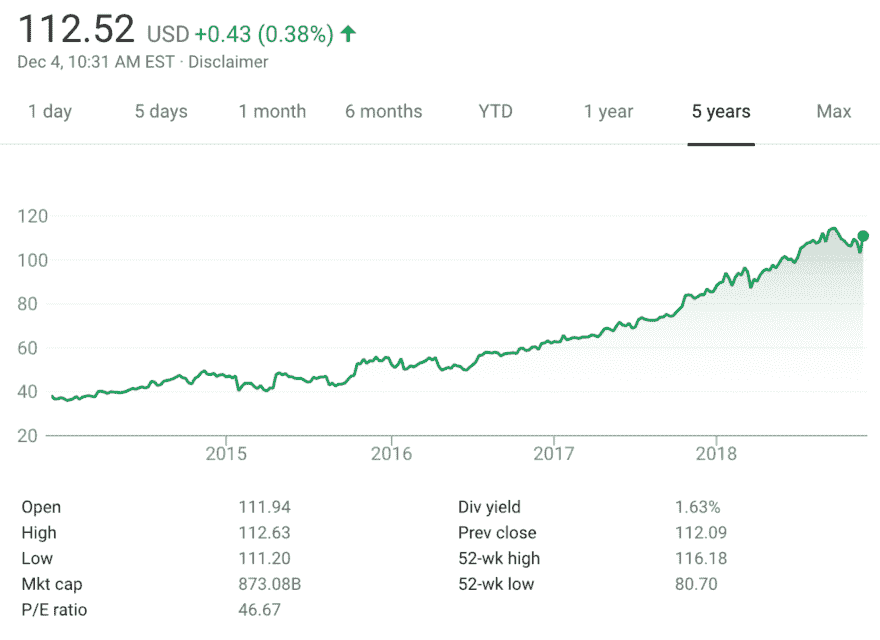 112.52 USD +0.43 (0.38%) ↑
Dec 4, 10:31 AM EST · Disclaimer
1 day 5 days 1 month 6 months YTD 1 year 5 years Max
120
100
80
60
40
20
2015 2016 2017 2018
Open 111.94 Div yield 1.63%
High 112.63 Prev close 112.09
Low 111.20 52-wk high 116.18
Mkt cap 873.08B 52-wk low 80.70
P/E ratio 46.67